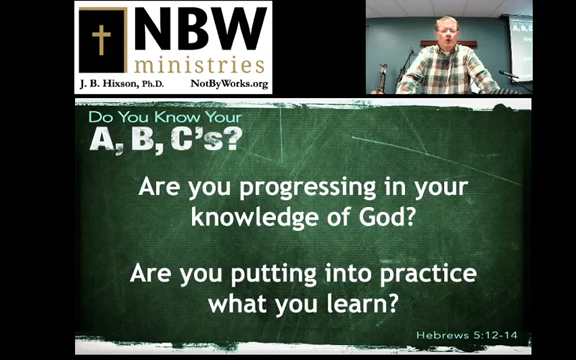 NBW
ministries
J. B. Hixson, Ph.D. NotByWorks.org
Do You Know Your
A, B, C's?
Are you progressing in your
knowledge of God?
Are you putting into practice
what you learn?
Hebrews 5:12-14